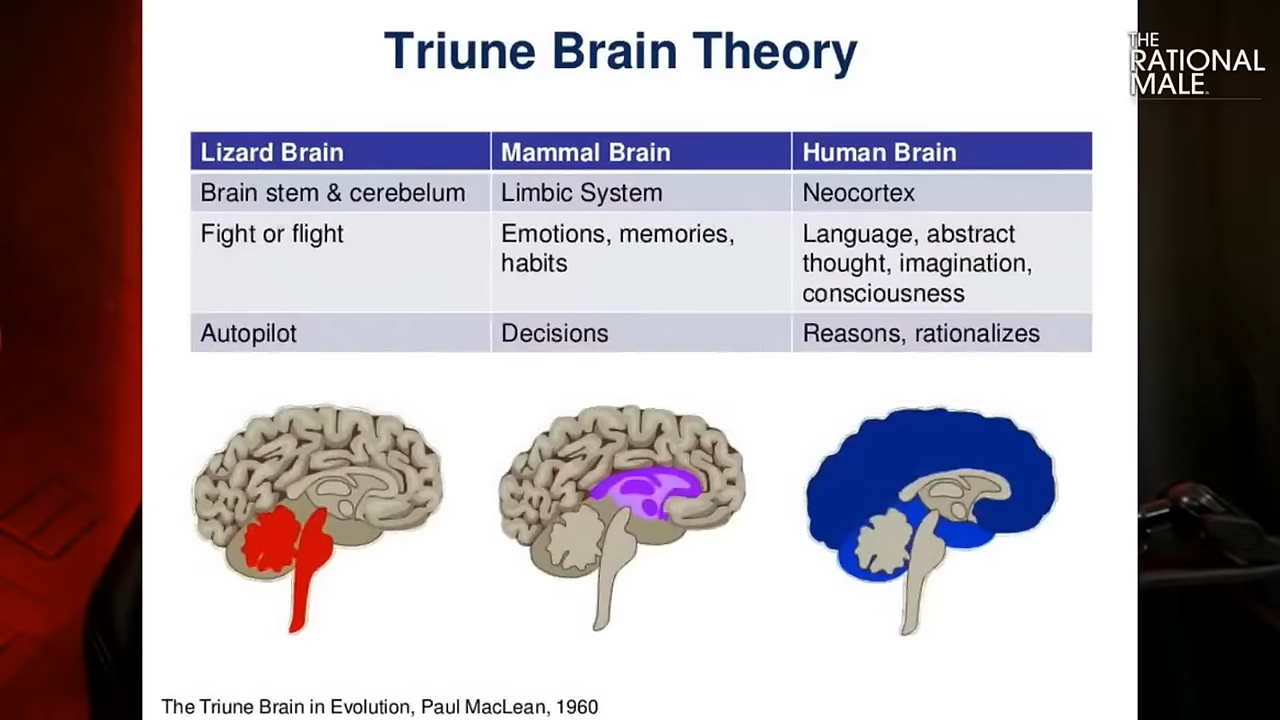 Triune Brain Theory
THE
RATIONAL
MALE
Lizard Brain
Mammal Brain
Human Brain
Brain stem & cerebelum
Limbic System
Neocortex
Fight or flight
Emotions, memories,
habits
Language, abstract
thought, imagination,
consciousness
Autopilot
Decisions
Reasons, rationalizes
The Triune Brain in Evolution, Paul MacLean, 1960